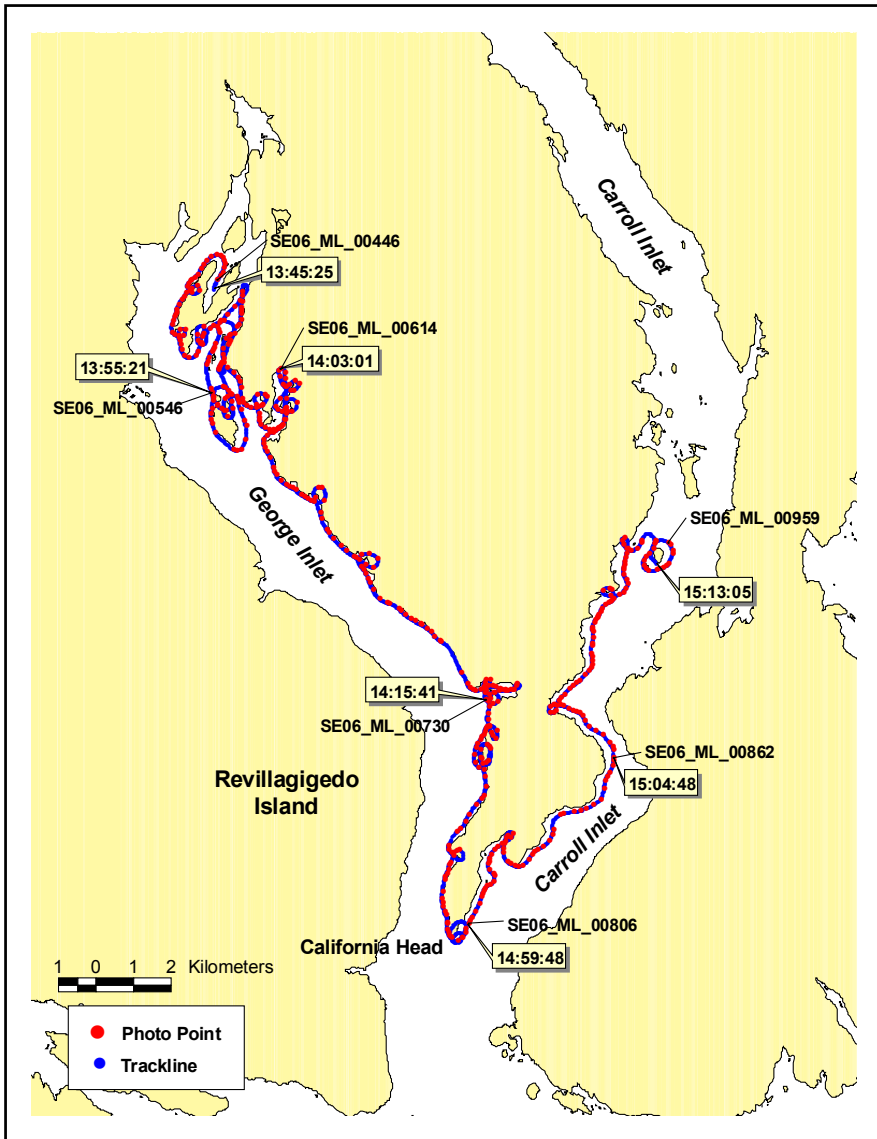 Carroll Inlet
SE06_ML_00446
13:45:25
SE06_ML_00614
14:03:01
13:55:21
SE06_ML_00546
George Inlet
SE06_ML_00959
15:13:05
14:15:41
SE06_ML_00730
SE06_ML_00862
15:04:48
Revillagigedo
Island
Carroll Inlet
SE06_ML_00806
California Head
14:59:48
1 0 1 2 Kilometers
Photo Point
Trackline